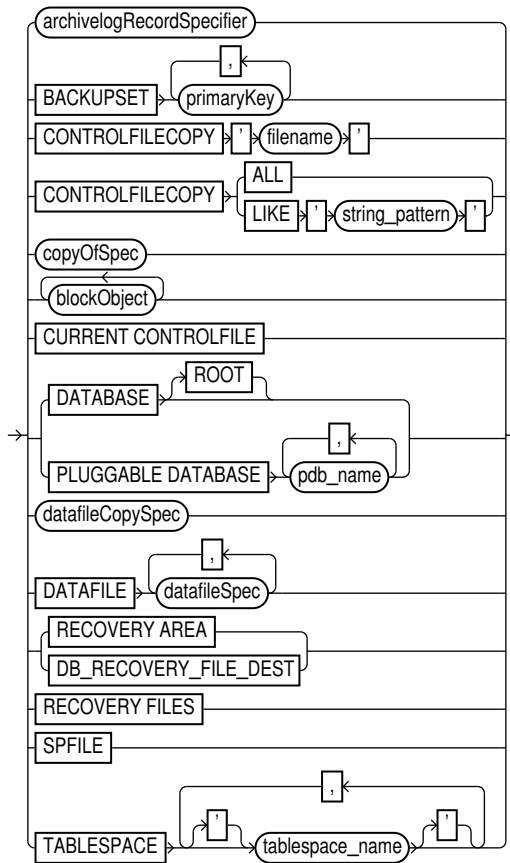 archivelogRecordSpecifier
,
BACKUPSET primaryKey
CONTROLFILECOPY ' filename '
ALL
CONTROLFILECOPY
LIKE ' string_pattern '
copyOfSpec
blockObject
CURRENT CONTROLFILE
ROOT
DATABASE
,
PLUGGABLE DATABASE pdb_name
datafileCopySpec
,
DATAFILE datafileSpec
RECOVERY AREA
DB_RECOVERY_FILE_DEST
RECOVERY FILES
SPFILE
,
' '
TABLESPACE tablespace_name